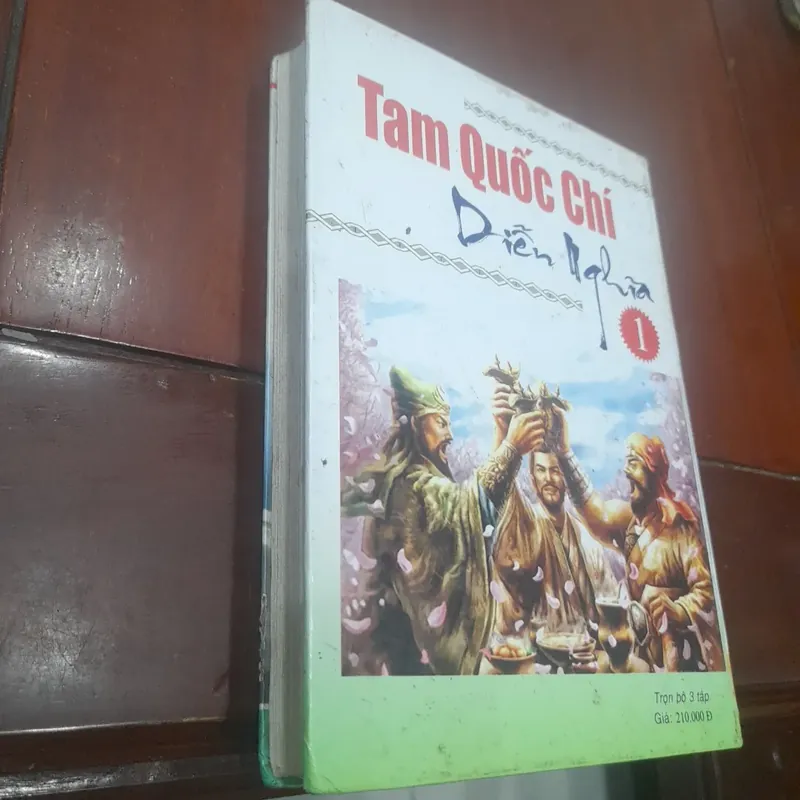 Tam Quốc Chí
Diễn Nghĩa
1
Trọn bộ 3 tập
Giá: 210.000 Đ